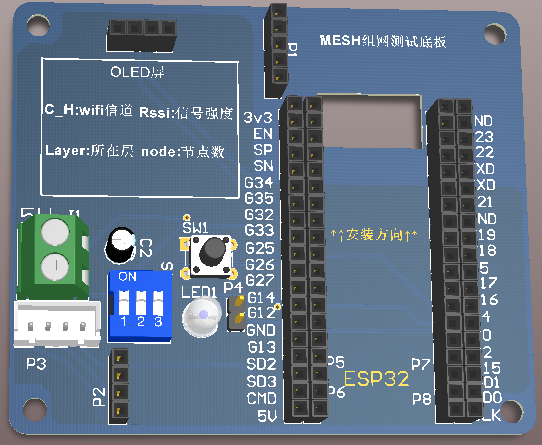 MESH组网测试底板
P1
OLED屏
C_H:wifi信道 Rssi:信号强度
Layer:所在层 node:节点数
3v3
EN
SP
SN
G34
G35
G32
G33
G25
G26
G27
G14
G12
GND
G13
SD2
SD3
CMD
5V
ND
23
22
XD
XD
21
ND
19
18
5
17
16
4
0
2
15
D1
D0
LK
↑↑安装方向↑↑
SW1
C2
ON
1 2 3
LED1
P4
P3
P2
P5
P6
ESP32
P7
P8